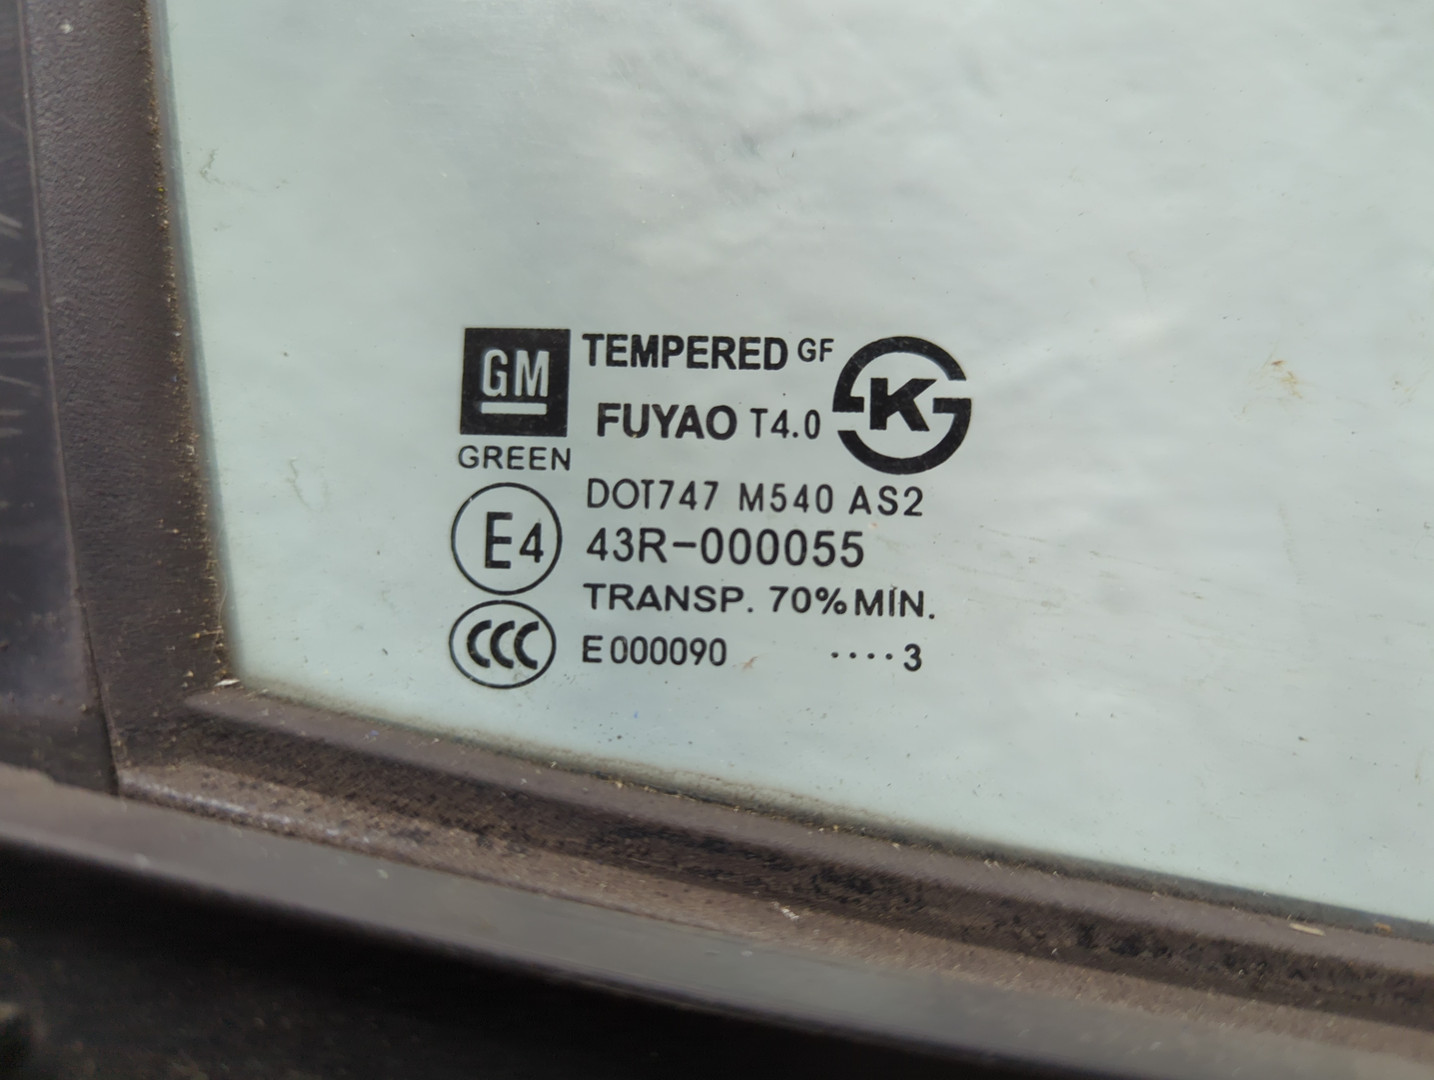 GM TEMPERED GF
FUYAO T4.0 K
GREEN
DOT747 M540 AS2
E4 43R-000055
TRANSP. 70% MIN.
CCC E000090 ····3